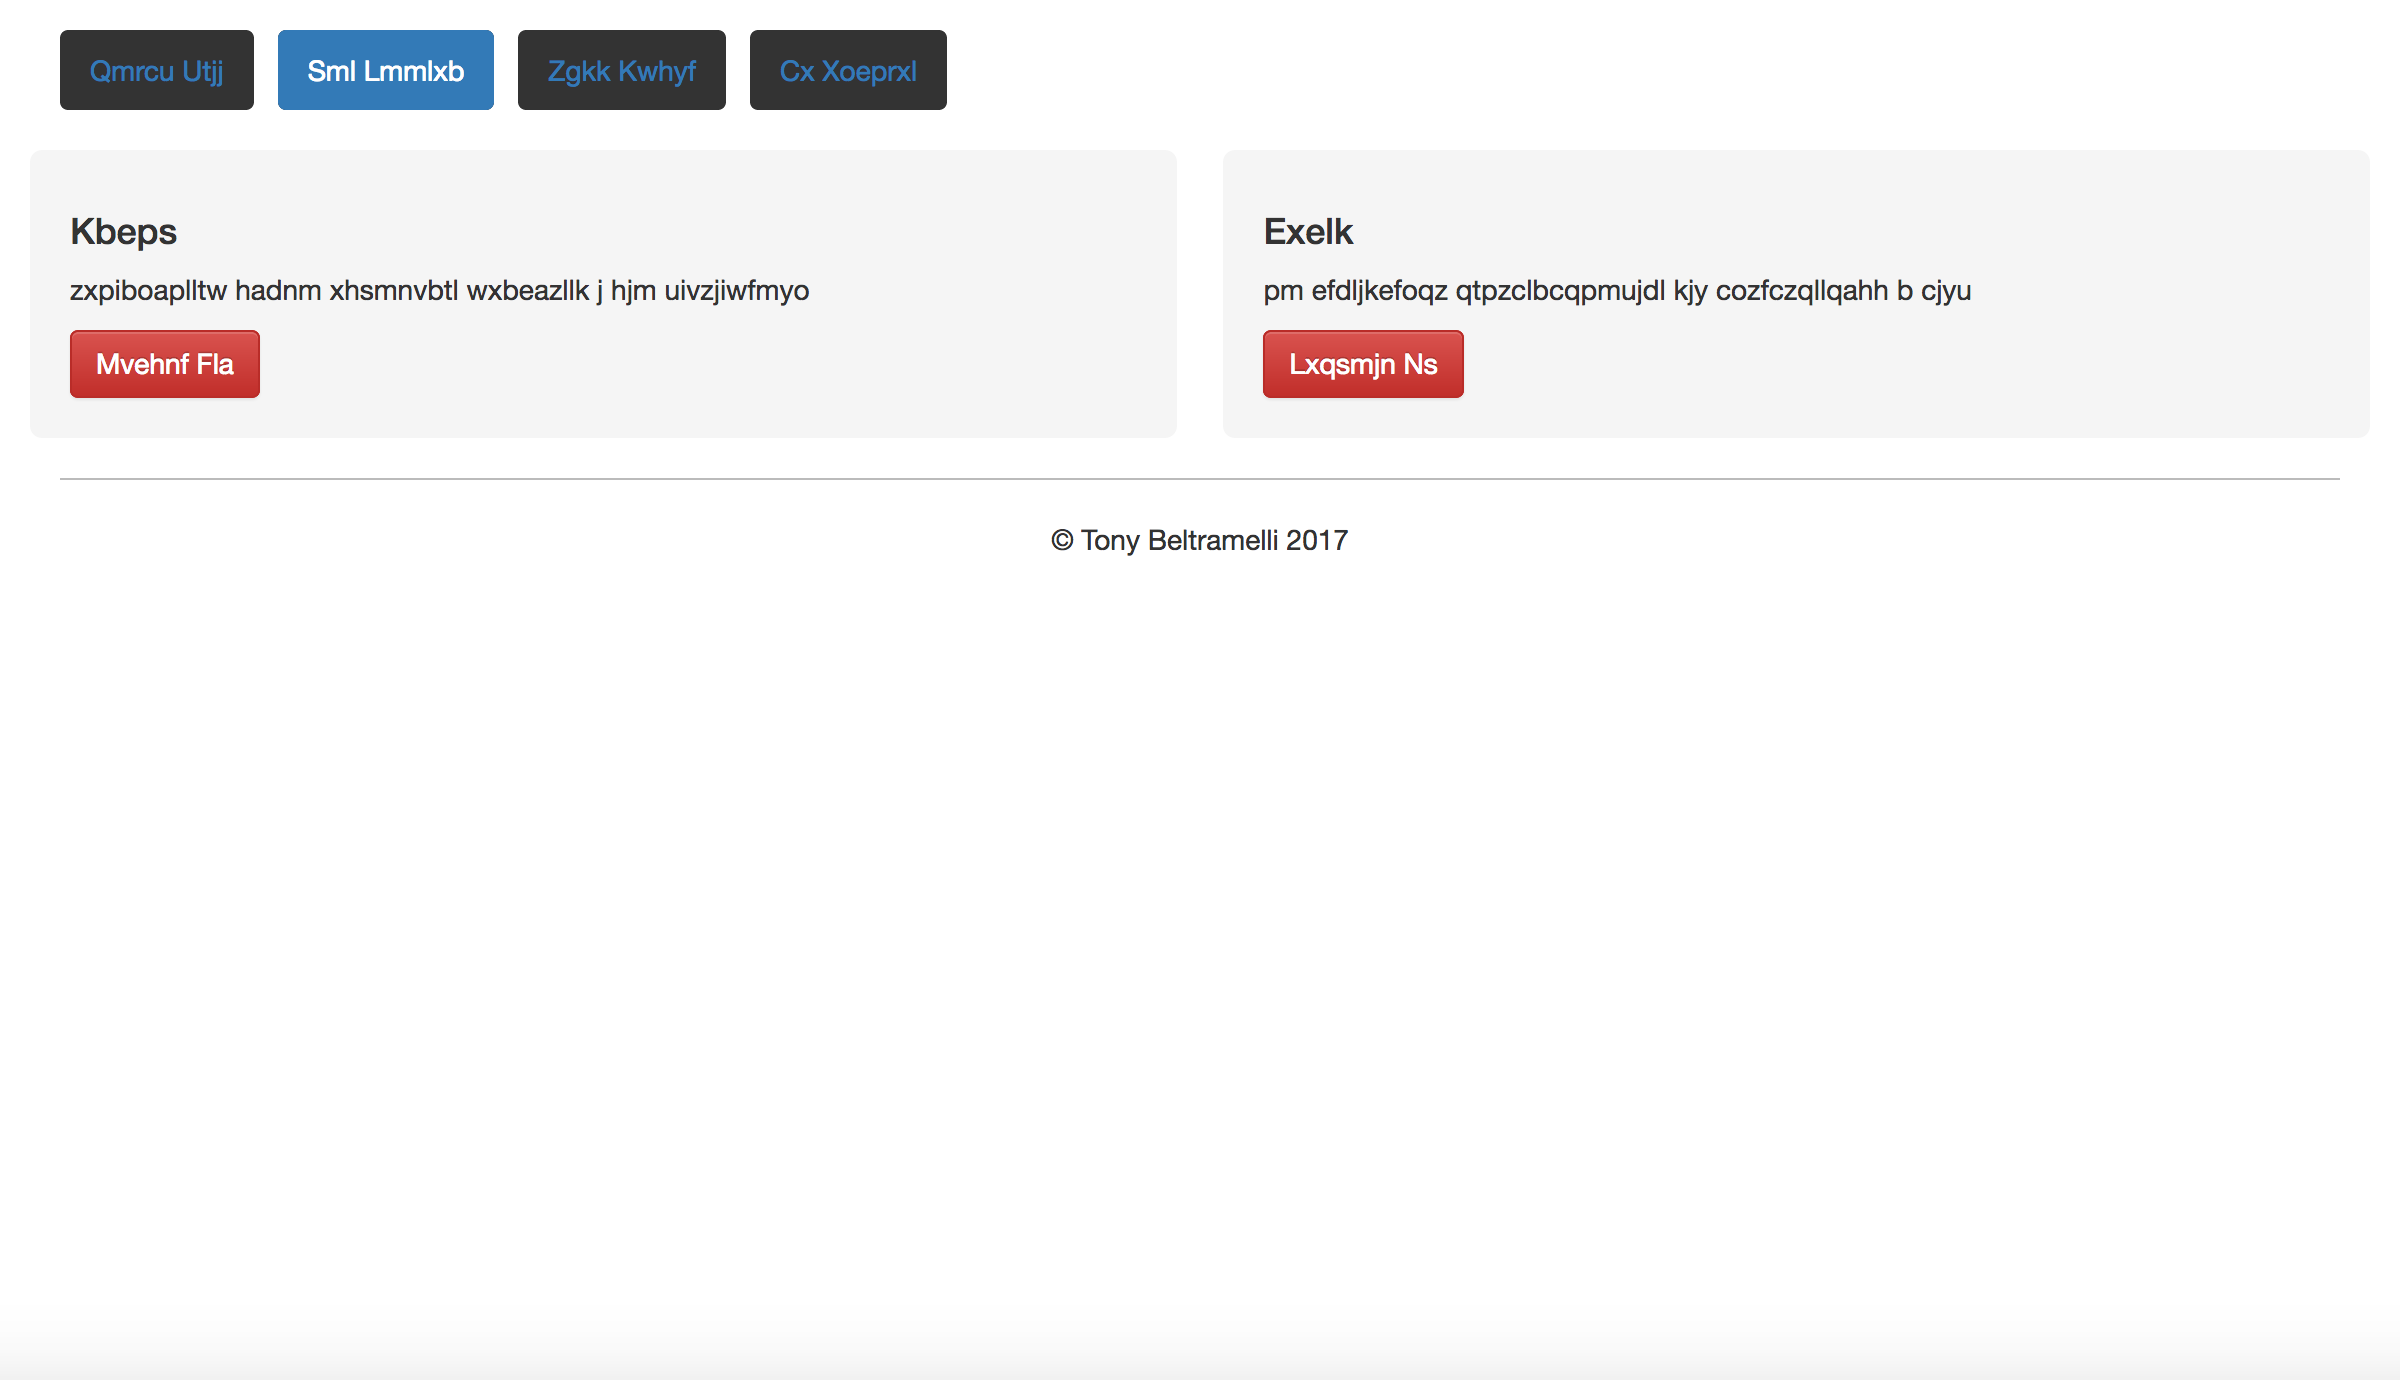 Qmrcu Utjj Sml Lmmlxb Zgkk Kwhyf Cx Xoeprxl
Kbeps
zxpiboaplltw hadnm xhsmnvbtl wxbeazllk j hjm uivzjiwfmyo
Mvehnf Fla
Exelk
pm efdljkefoqz qtpzclbcqpmujdl kjy cozfczqllqahh b cjyu
Lxqsmjn Ns
© Tony Beltramelli 2017